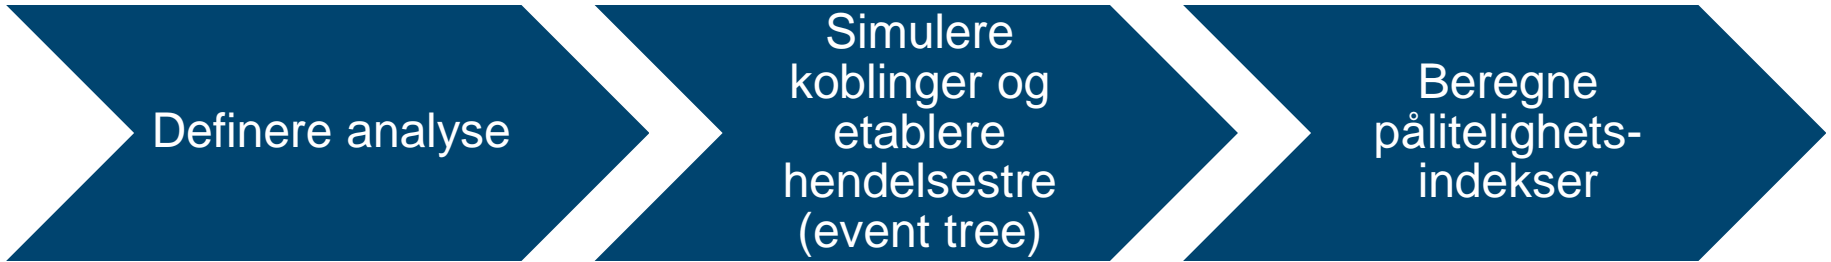 Definere analyse
Simulere
koblinger og
etablere
hendelsestre
(event tree)
Beregne
pålitelighets-
indekser